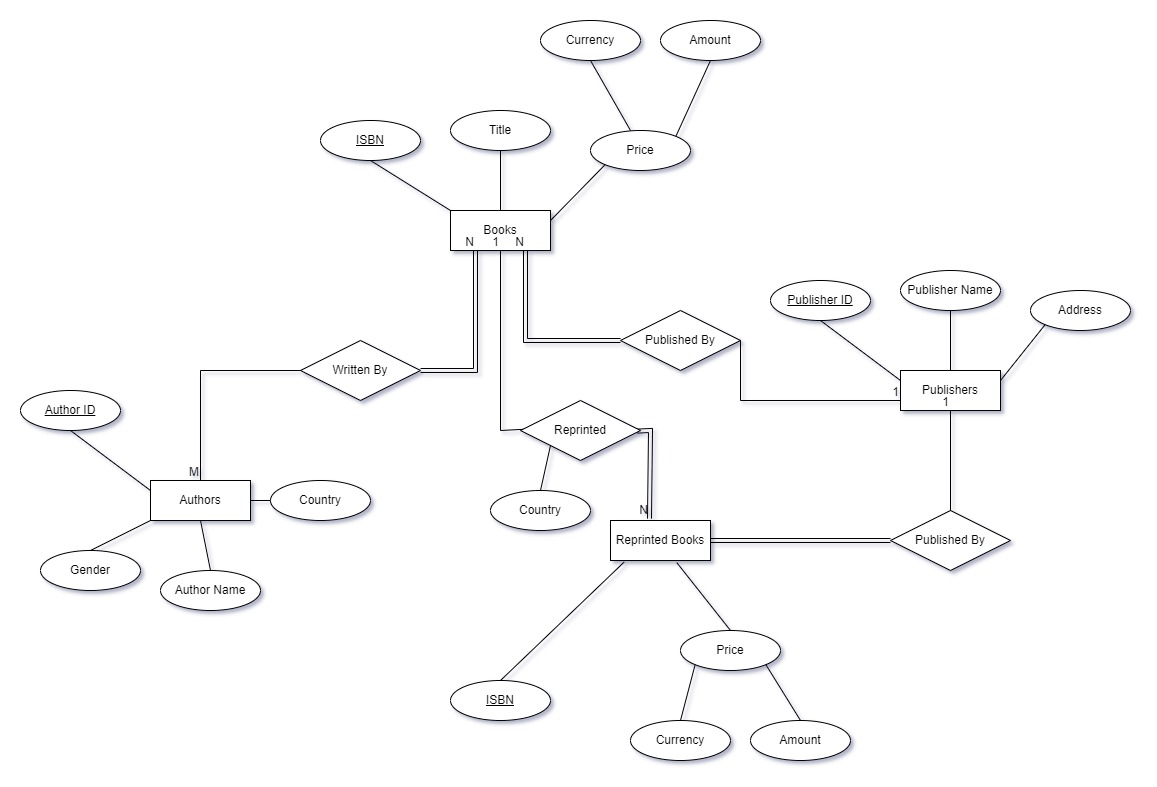 Currency
Amount
Title
ISBN
Price
Books
N
1
N
Publisher Name
Publisher ID
Address
Published By
Written By
Publishers
1
1
Author ID
Reprinted
M
Authors
Country
Country
N
Reprinted Books
Published By
Gender
Author Name
Price
ISBN
Currency
Amount